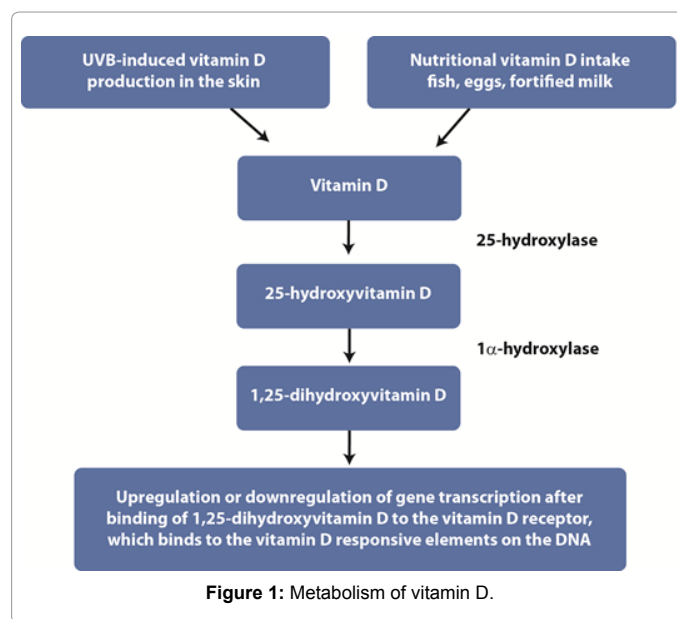 UVB-induced vitamin D
production in the skin
Nutritional vitamin D intake
fish, eggs, fortified milk
Vitamin D
25-hydroxylase
25-hydroxyvitamin D
1α-hydroxylase
1,25-dihydroxyvitamin D
Upregulation or downregulation of gene transcription after
binding of 1,25-dihydroxyvitamin D to the vitamin D receptor,
which binds to the vitamin D responsive elements on the DNA
Figure 1: Metabolism of vitamin D.